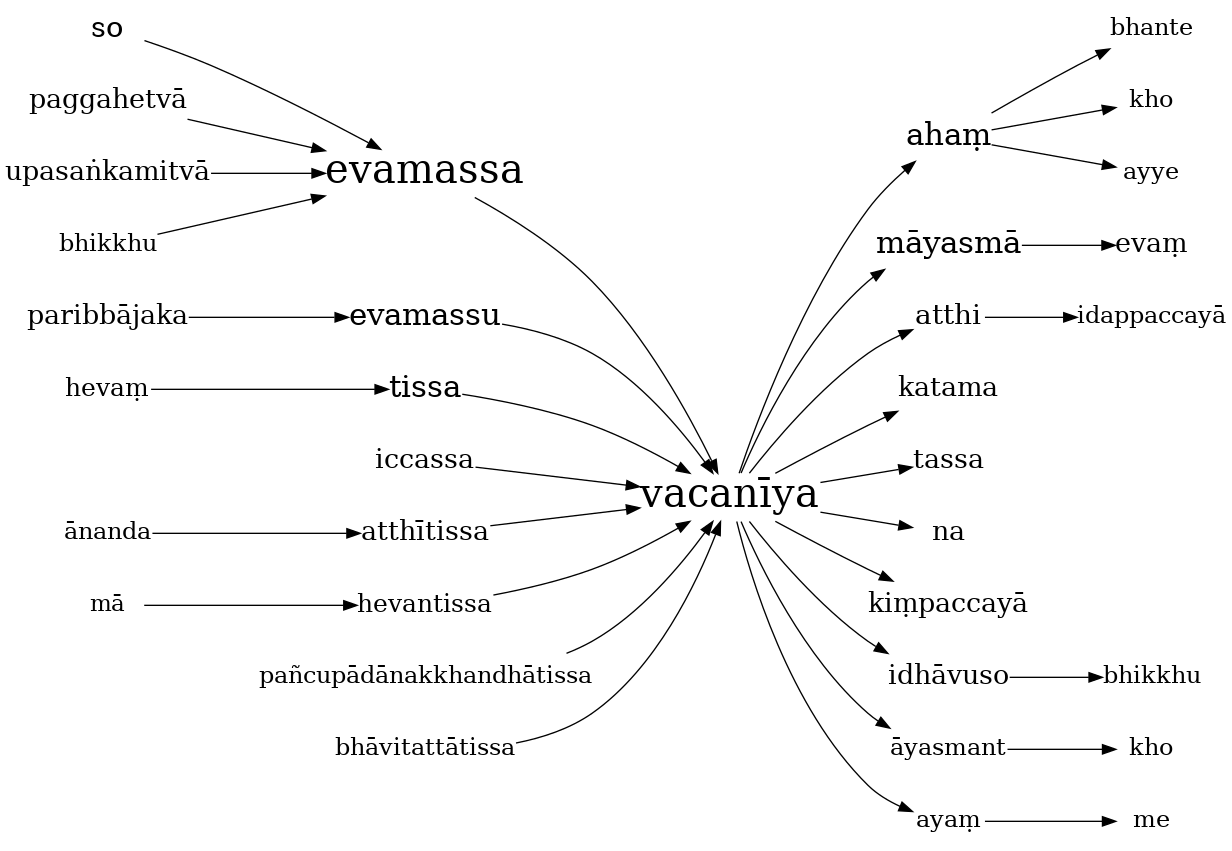 so
bhante
paggahetvā
kho
ahaṃ
upasaṅkamitvā
evamassa
ayye
bhikkhu
māyasmā
evaṃ
paribbājaka
evamassu
atthi
idappaccayā
hevaṃ
tissa
katama
iccassa
tassa
vacanīya
ānanda
atthītissa
na
mā
hevantissa
kiṃpaccayā
pañcupādānakkhandhātissa
idhāvuso
bhikkhu
bhāvitattātissa
āyasmant
kho
ayaṃ
me